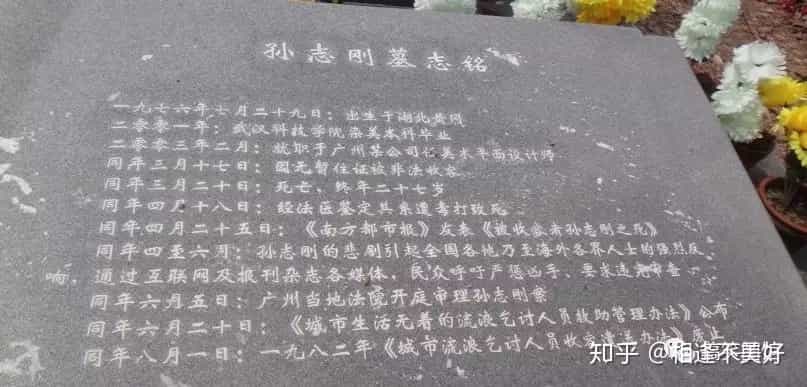 孙志刚墓志铭
一九七六年七月二十九日：出生于湖北黄冈
二零零一年：武汉科技学院染美本科毕业
二零零三年二月：就职于广州某公司任美术平面设计师
同年三月十七日：因无暂住证被非法收容
同年三月二十日：死亡，终年二十七岁
同年四月十八日：经法医鉴定其系遭毒打致死
同年四月二十五日：《南方都市报》发表《被收容者孙志刚之死》
同年四至六月：孙志刚的悲剧引起全国各地乃至海外各界人士的强烈反
响，通过互联网及报刊杂志各媒体，民众呼吁严惩凶手、要求违宪审查
同年六月五日：广州当地法院开庭审理孙志刚案
同年六月二十日：《城市生活无着的流浪乞讨人员救助管理办法》公布
同年八月一日：一九八二年《城市流浪乞讨人员收容遣送办法》废止
知乎 @相逢不美好